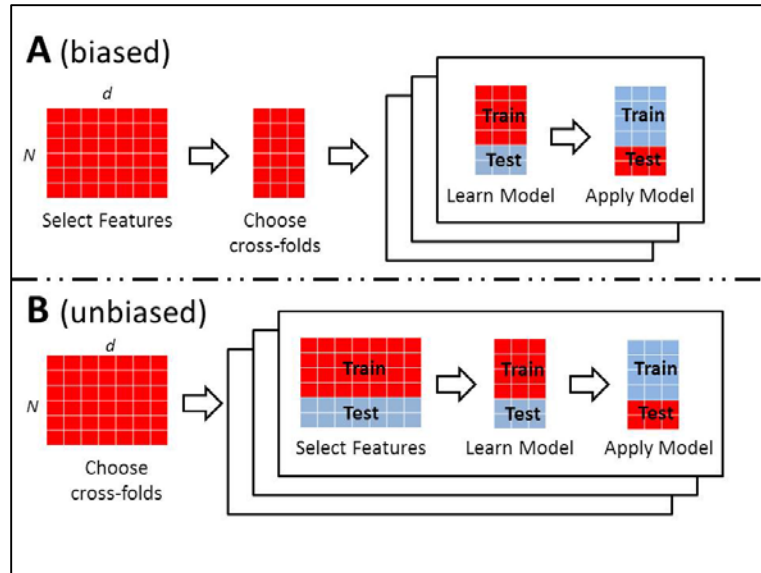 A (biased)
d
N
Select Features
Choose
cross-folds
Train
Test
Learn Model
Train
Test
Apply Model
B (unbiased)
d
N
Choose
cross-folds
Train
Test
Select Features
Train
Test
Learn Model
Train
Test
Apply Model